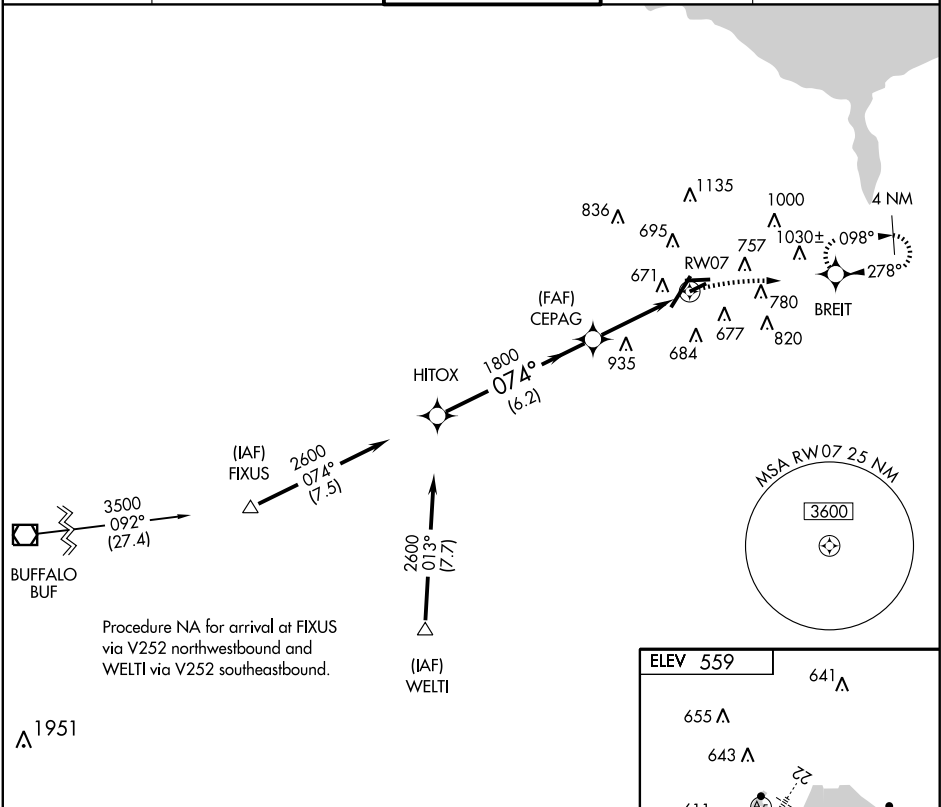 1135
836
1000
4 NM
695
757
1030±
098°
RW07
278°
671
(FAF)
CEPAG
780
BREIT
677
820
935
684
1800
074°
(6.2)
HITOX
(IAF)
FIXUS
2600
074°
(7.5)
MSA RW07 25 NM
3600
3500
092°
(27.4)
2600
013°
(7.7)
BUFFALO
BUF
Procedure NA for arrival at FIXUS
via V252 northwestbound and
WELTI via V252 southeastbound.
(IAF)
WELTI
ELEV 559
641
655
1951
643
22